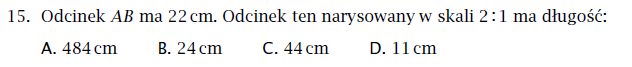 15. Odcinek AB ma 22 cm. Odcinek ten narysowany w skali 2:1 ma długość:
A. 484 cm B. 24 cm C. 44 cm D. 11 cm